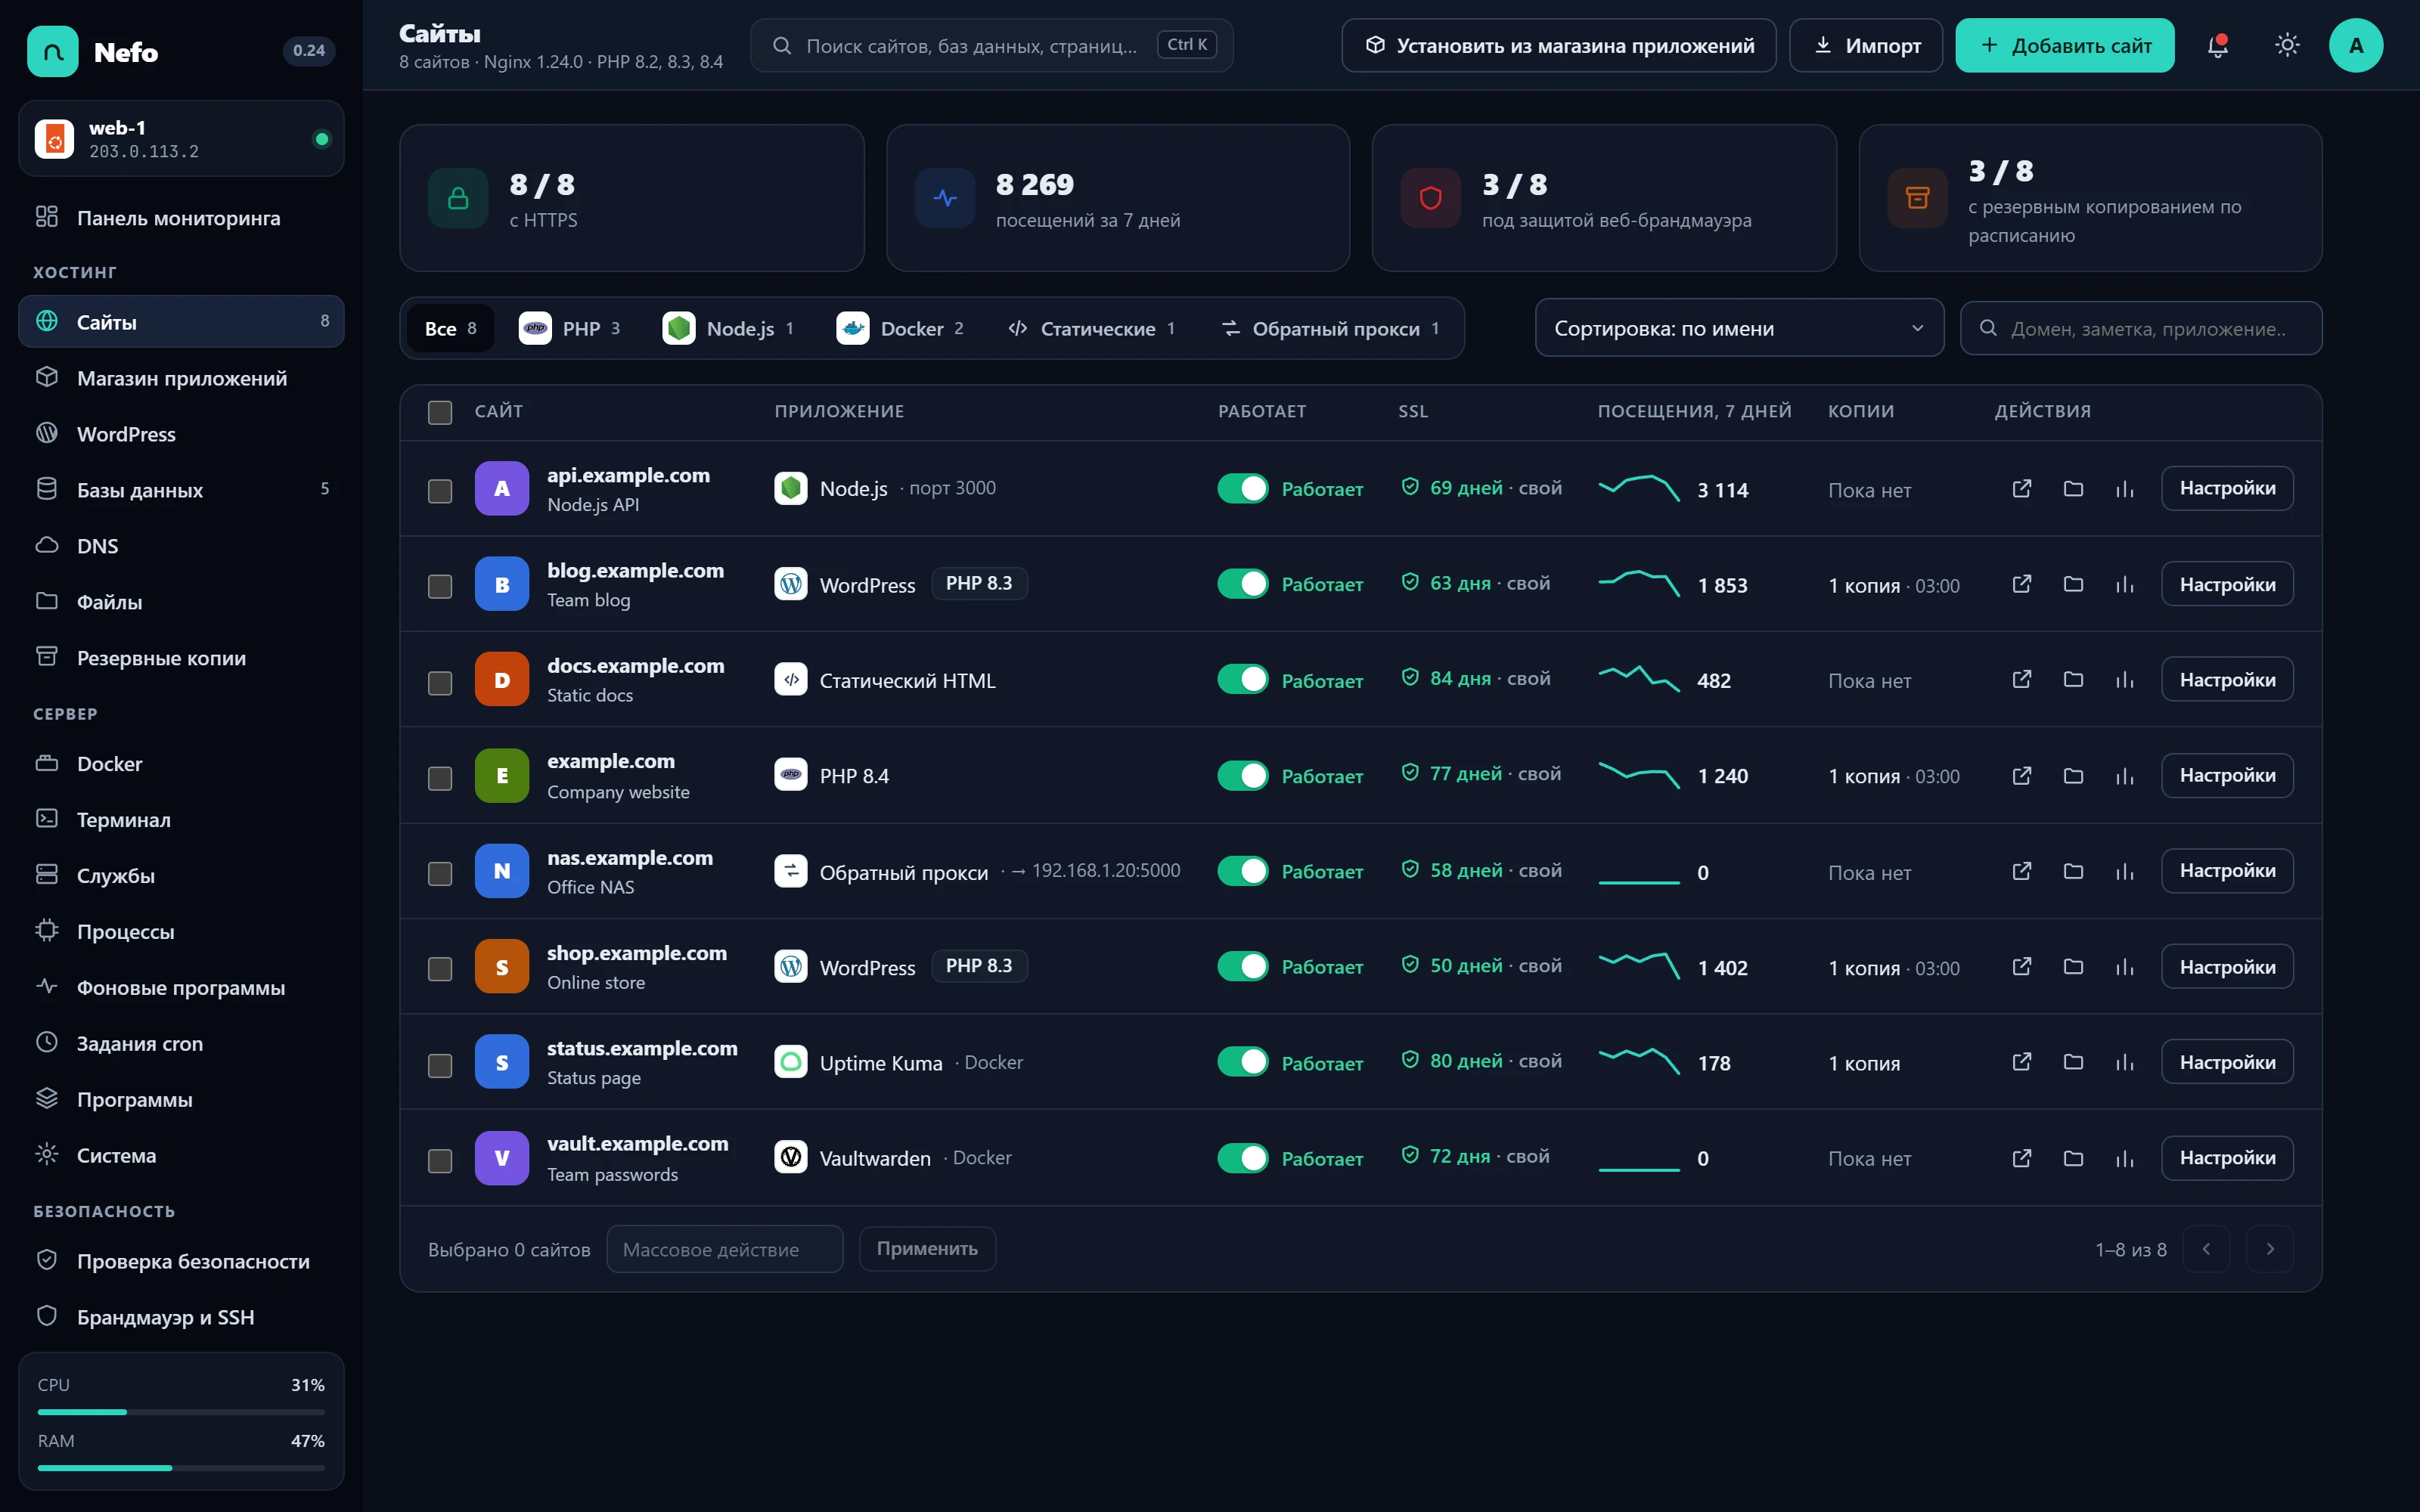 Nefo
0.24
web-1
203.0.113.2
Панель мониторинга
ХОСТИНГ
Сайты 8
Магазин приложений
WordPress
Базы данных 5
DNS
Файлы
Резервные копии
СЕРВЕР
Docker
Терминал
Службы
Процессы
Фоновые программы
Задания cron
Программы
Система
БЕЗОПАСНОСТЬ
Проверка безопасности
Брандмауэр и SSH
CPU 31%
RAM 47%
Сайты
8 сайтов · Nginx 1.24.0 · PHP 8.2, 8.3, 8.4
Поиск сайтов, баз данных, страниц... Ctrl K
Установить из магазина приложений
Импорт
Добавить сайт
A
8 / 8
с HTTPS
8 269
посещений за 7 дней
3 / 8
под защитой веб-брандмауэра
3 / 8
с резервным копированием по
расписанию
Все 8 php PHP 3 Node.js 1 Docker 2 Статические 1 Обратный прокси 1
Сортировка: по имени
Домен, заметка, приложение..
САЙТ ПРИЛОЖЕНИЕ РАБОТАЕТ SSL ПОСЕЩЕНИЯ, 7 ДНЕЙ КОПИИ ДЕЙСТВИЯ
A api.example.com Node.js · порт 3000 Работает 69 дней · свой 3 114 Пока нет Настройки
Node.js API
B blog.example.com WordPress PHP 8.3 Работает 63 дня · свой 1 853 1 копия · 03:00 Настройки
Team blog
D docs.example.com Статический HTML Работает 84 дня · свой 482 Пока нет Настройки
Static docs
E example.com php PHP 8.4 Работает 77 дней · свой 1 240 1 копия · 03:00 Настройки
Company website
N nas.example.com Обратный прокси · → 192.168.1.20:5000 Работает 58 дней · свой 0 Пока нет Настройки
Office NAS
S shop.example.com WordPress PHP 8.3 Работает 50 дней · свой 1 402 1 копия · 03:00 Настройки
Online store
S status.example.com Uptime Kuma · Docker Работает 80 дней · свой 178 1 копия Настройки
Status page
V vault.example.com Vaultwarden · Docker Работает 72 дня · свой 0 Пока нет Настройки
Team passwords
Выбрано 0 сайтов Массовое действие Применить 1–8 из 8